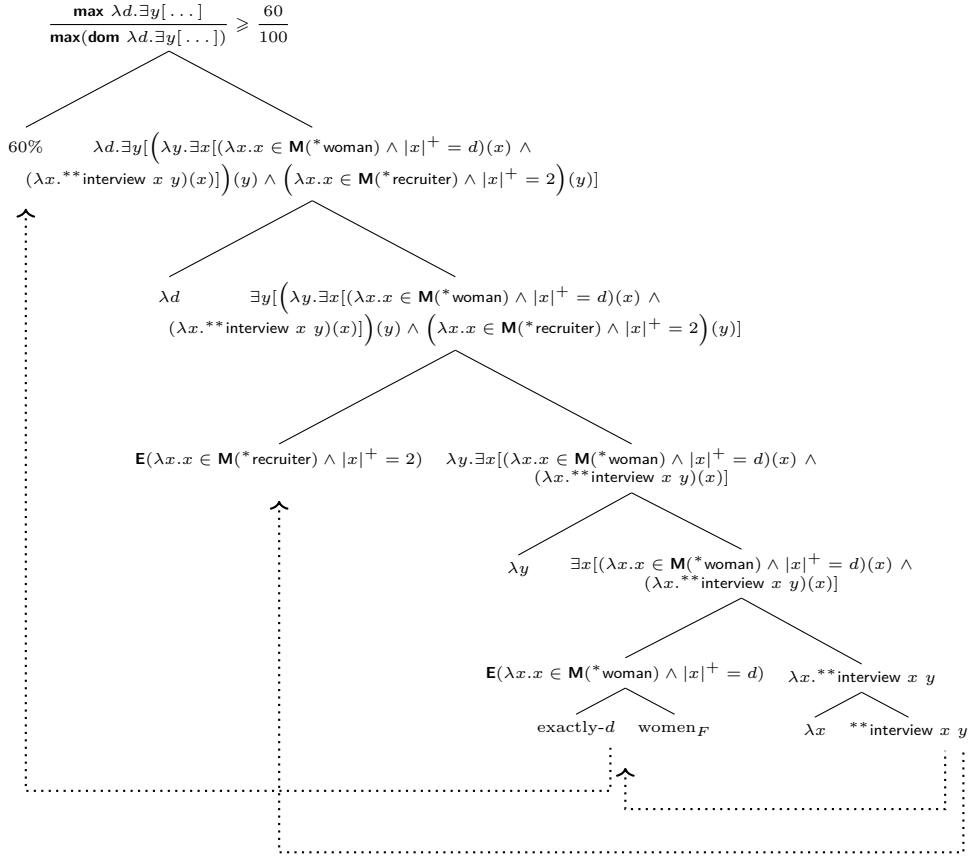 max λd.∃y[ . . . ] / max(dom λd.∃y[ . . . ]) ⩾ 60 / 100
60%
λd.∃y[(λy.∃x[(λx.x ∈ M(*woman) ∧ |x|⁺ = d)(x) ∧
(λx.**interview x y)(x)])(y) ∧ (λx.x ∈ M(*recruiter) ∧ |x|⁺ = 2)(y)]
λd
∃y[(λy.∃x[(λx.x ∈ M(*woman) ∧ |x|⁺ = d)(x) ∧
(λx.**interview x y)(x)])(y) ∧ (λx.x ∈ M(*recruiter) ∧ |x|⁺ = 2)(y)]
E(λx.x ∈ M(*recruiter) ∧ |x|⁺ = 2)
λy.∃x[(λx.x ∈ M(*woman) ∧ |x|⁺ = d)(x) ∧
(λx.**interview x y)(x)]
λy
∃x[(λx.x ∈ M(*woman) ∧ |x|⁺ = d)(x) ∧
(λx.**interview x y)(x)]
E(λx.x ∈ M(*woman) ∧ |x|⁺ = d)
λx.**interview x y
exactly-d
women_F
λx
**interview x y